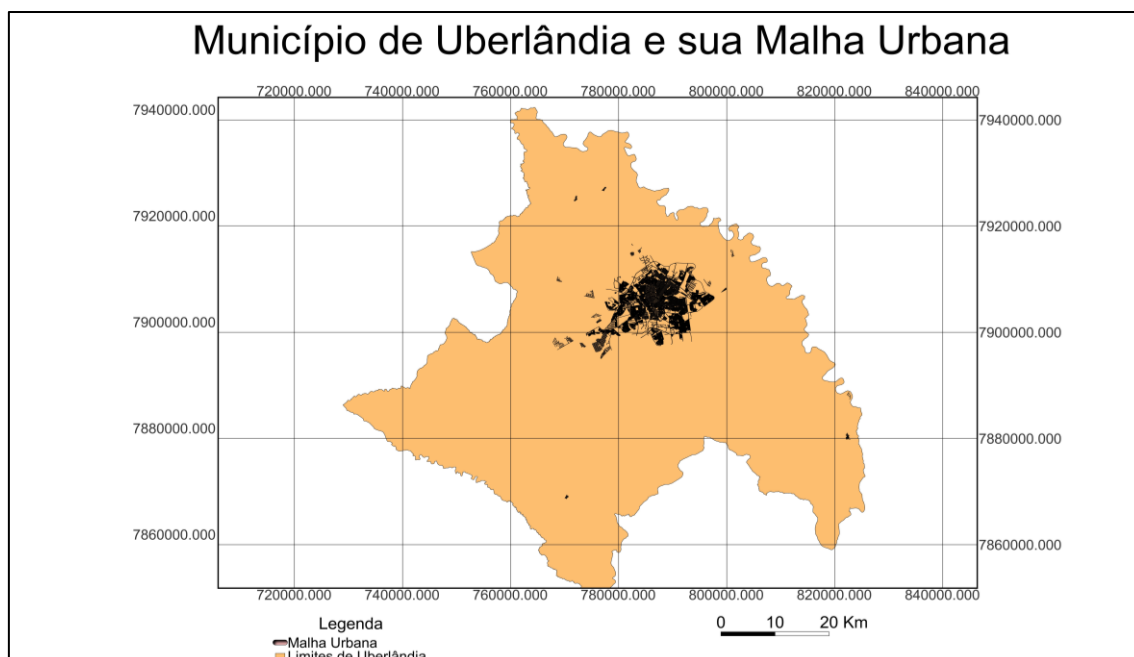 Município de Uberlândia e sua Malha Urbana
720000.000 740000.000 760000.000 780000.000 800000.000 820000.000 840000.000
7940000.000 7940000.000
7920000.000 7920000.000
7900000.000 7900000.000
7880000.000 7880000.000
7860000.000 7860000.000
720000.000 740000.000 760000.000 780000.000 800000.000 820000.000 840000.000
Legenda
0 10 20 Km
Malha Urbana
Limites de Uberlândia